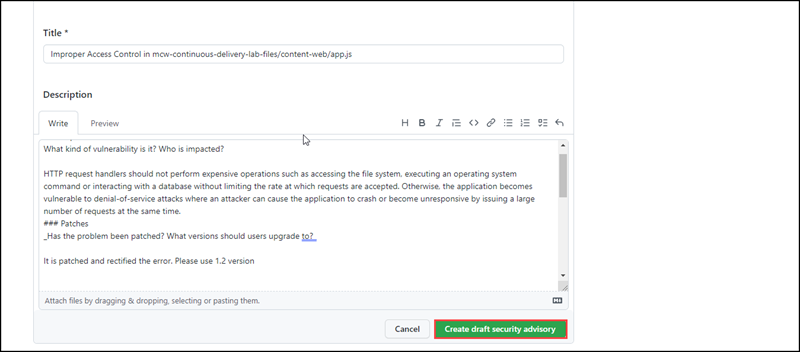 Title *
Improper Access Control in mcw-continuous-delivery-lab-files/content-web/app.js
Description
Write Preview H B I
What kind of vulnerability is it? Who is impacted?
HTTP request handlers should not perform expensive operations such as accessing the file system, executing an operating system
command or interacting with a database without limiting the rate at which requests are accepted. Otherwise, the application becomes
vulnerable to denial-of-service attacks where an attacker can cause the application to crash or become unresponsive by issuing a large
number of requests at the same time.
### Patches
_Has the problem been patched? What versions should users upgrade to?_
It is patched and rectified the error. Please use 1.2 version
Attach files by dragging & dropping, selecting or pasting them.
Cancel Create draft security advisory